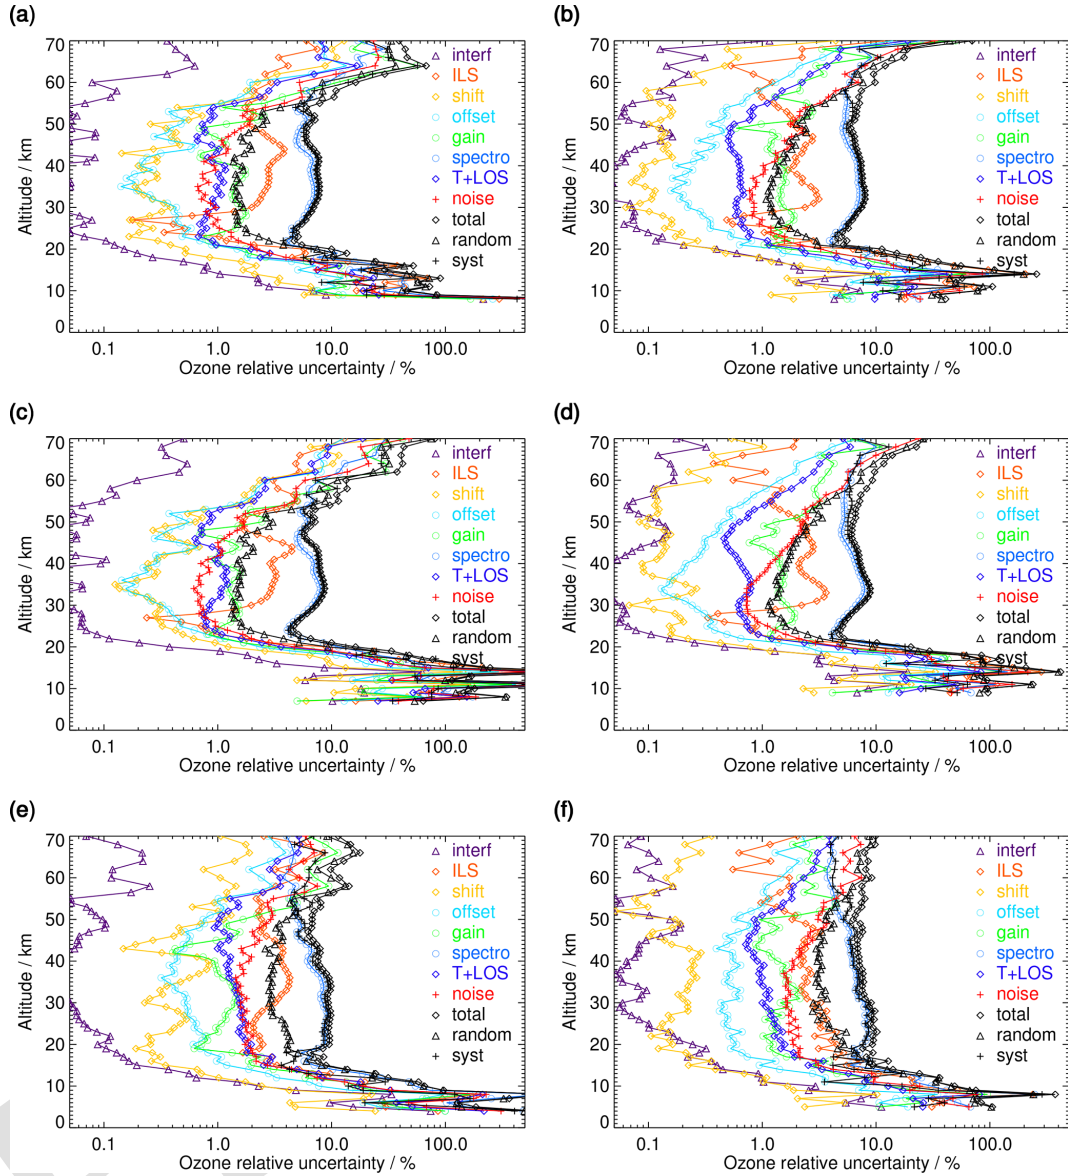 (a)
70
60
50
40
30
20
10
0
Altitude / km
interf
ILS
shift
offset
gain
spectro
T+LOS
noise
total
random
syst
0.1 1.0 10.0 100.0
Ozone relative uncertainty / %
(b)
70
60
50
40
30
20
10
0
Altitude / km
interf
ILS
shift
offset
gain
spectro
T+LOS
noise
total
random
syst
0.1 1.0 10.0 100.0
Ozone relative uncertainty / %
(c)
70
60
50
40
30
20
10
0
Altitude / km
interf
ILS
shift
offset
gain
spectro
T+LOS
noise
total
random
syst
0.1 1.0 10.0 100.0
Ozone relative uncertainty / %
(d)
70
60
50
40
30
20
10
0
Altitude / km
interf
ILS
shift
offset
gain
spectro
T+LOS
noise
total
random
syst
0.1 1.0 10.0 100.0
Ozone relative uncertainty / %
(e)
70
60
50
40
30
20
10
0
Altitude / km
interf
ILS
shift
offset
gain
spectro
T+LOS
noise
total
random
syst
0.1 1.0 10.0 100.0
Ozone relative uncertainty / %
(f)
70
60
50
40
30
20
10
0
Altitude / km
interf
ILS
shift
offset
gain
spectro
T+LOS
noise
total
random
syst
0.1 1.0 10.0 100.0
Ozone relative uncertainty / %